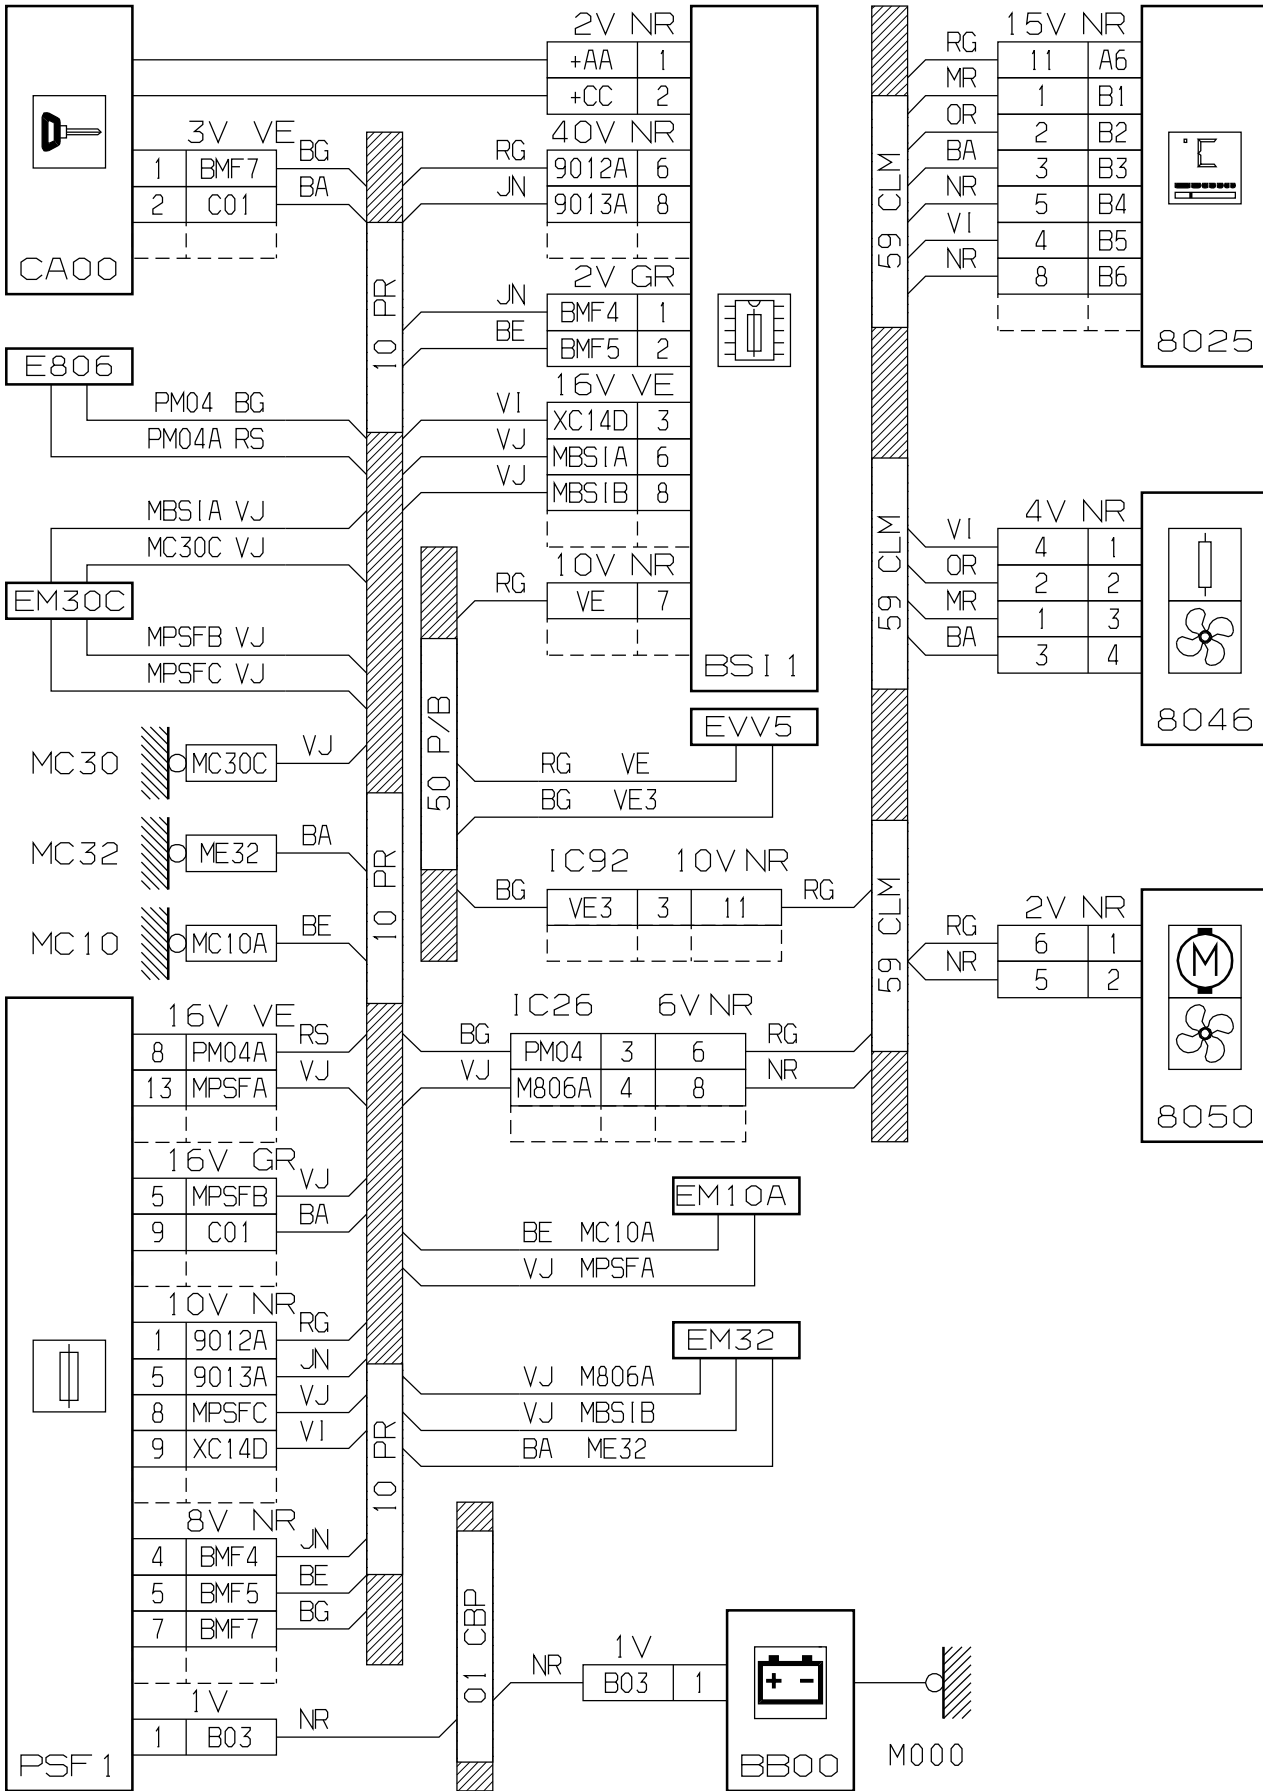 CA00
3V VE
1 BMF7 BG
2 C01 BA
10 PR
2V NR
+AA 1
+CC 2
40V NR
RG 9012A 6
JN 9013A 8
2V GR
JN BMF4 1
BE BMF5 2
16V VE
VI XC14D 3
VJ MBSIA 6
VJ MBSIB 8
10V NR
RG VE 7
BSI 1
59 CLM
15V NR
RG 11 A6
MR 1 B1
OR 2 B2
BA 3 B3
NR 5 B4
VI 4 B5
NR 8 B6
8025
E806
PM04 BG
PM04A RS
MBSIA VJ
MC30C VJ
EM30C
MPSFB VJ
MPSFC VJ
59 CLM
4V NR
VI 4 1
OR 2 2
MR 1 3
BA 3 4
8046
50 P/B
EVV5
RG VE
BG VE3
MC30 MC30C VJ
MC32 ME32 BA
MC10 MC10A BE
10 PR
IC92 10V NR
BG VE3 3 11 RG
59 CLM
2V NR
RG 6 1
NR 5 2
M
8050
IC26 6V NR
BG PM04 3 6 RG
VJ M806A 4 8 NR
16V VE
8 PM04A RS
13 MPSFA VJ
16V GR
5 MPSFB VJ
9 C01 BA
10V NR
1 9012A RG
5 9013A JN
8 MPSFC VJ
9 XC14D VI
8V NR
4 BMF4 JN
5 BMF5 BE
7 BMF7 BG
1V
1 B03 NR
PSF1
EM10A
BE MC10A
VJ MPSFA
EM32
VJ M806A
VJ MBSIB
BA ME32
10 PR
01 CBP
1V
NR B03 1
+ -
BB00
M000